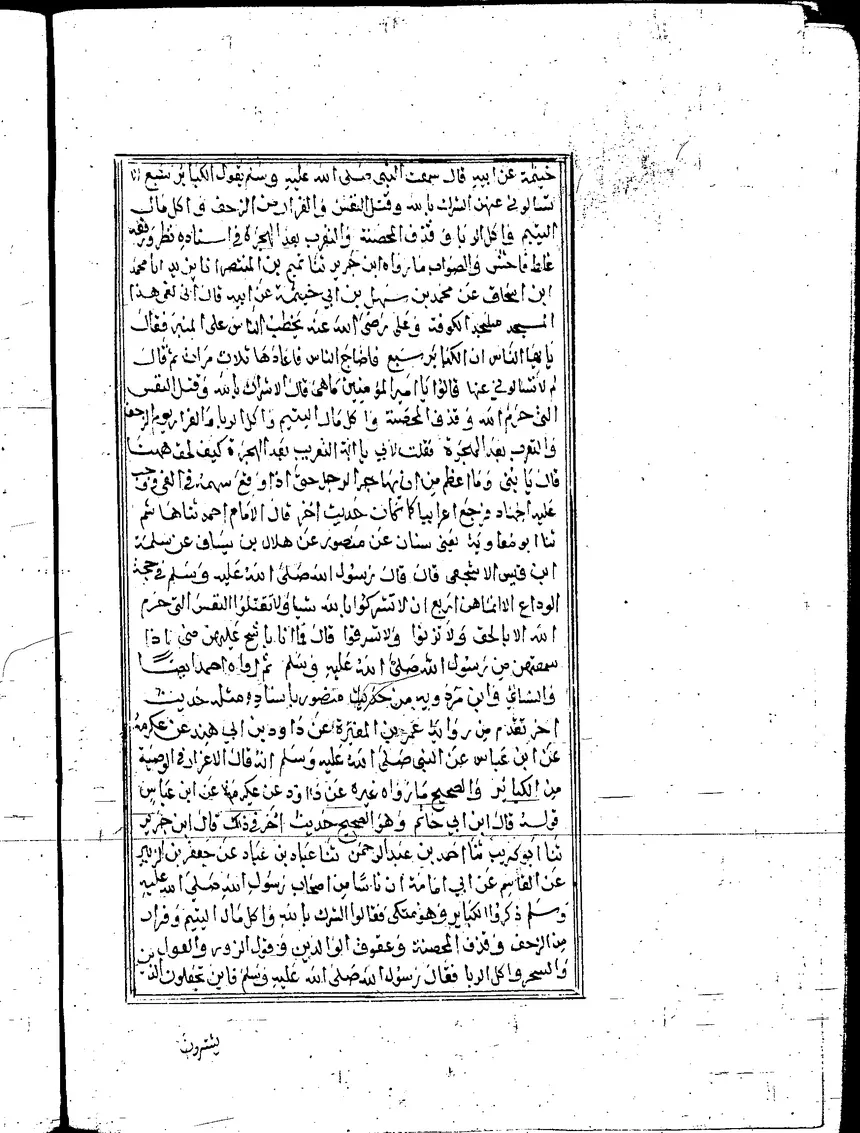 خيثمة عن ابيه قال سمعت النبي صلى الله عليه وسلم يقول الكبائر سبع الا
تسالوني عنهن الشرك بالله وقتل النفس والفرار من الزحف واكل مال
اليتيم واكل الربا وقذف المحصنة والتعرب بعد الهجرة وفي اسناده نظر ورفعه
غلط فاحش والصواب ما رواه ابن جرير ثنا تميم بن المنتصر انا يزيد انا محمد
ابن اسحاق عن محمد بن سهل بن ابي خيثمة عن ابيه قال اني لفي هذا
المسجد مسجد الكوفة وعلي رضي الله عنه يخطب الناس على المنبر فقال
يا يها الناس ان الكبائر سبع فاضاج الناس فاعادها ثلاث مرات ثم قال
لم لا تسالوني عنها قالوا يا امير المؤمنين ما هي قال الاشراك بالله وقتل النفس
التي حرم الله وقذف المحصنة واكل مال اليتيم واكل الربا والفرار يوم الزحف
والتعرب بعد الهجرة فقلت لابي يا ابة التعرب بعد الهجرة كيف لحق ههنا
قال يا بني وما اعظم من ان يهاجر الرجل حتى اذا وقع سهمه في الفي ووجب
عليه الجهاد فرجع اعرابيا كما كان حديث اخر قال الامام احمد ثنا هاشم
ثنا ابو معاوية يعني سنان عن منصور عن هلال بن يساف عن سلمة
ابن قيس الاشجعي قال قال رسول الله صلى الله عليه وسلم في حجة
الوداع الا انما هن اربع ان لا تشركوا بالله شيا ولا تقتلوا النفس التي حرم
الله الا بالحق ولا تزنوا ولا تسرقوا قال فما انا باشح عليهن مني اذا
سمعتهن من رسول الله صلى الله عليه وسلم ثم رواه احمد ايضا
والنسائي وابن مردويه من حديث منصور باسناده مثله حديث
اخر تقدم من رواية عمر بن المغيرة عن داود بن ابي هند عن عكرمة
عن ابن عباس عن النبي صلى الله عليه وسلم انه قال الاضرار في الوصية
من الكبائر والصحيح ما رواه غيره عن داود عن عكرمة عن ابن عباس
قوله قال ابن ابي حاتم وهو الصحيح حديث اخر في ذلك قال ابن جرير
ثنا ابو كريب ثنا احمد بن عبد الرحمن ثنا عباد بن عباد عن جعفر بن الزبير
عن القاسم عن ابي امامة ان ناسا من اصحاب رسول الله صلى الله عليه
وسلم ذكروا الكبائر وهو متكئ فقالوا الشرك بالله واكل مال اليتيم وفرار
من الزحف وقذف المحصنة وعقوق الوالدين وقول الزور والغلول
والسحر واكل الربا فقال رسول الله صلى الله عليه وسلم فاين تجعلون الذين
يشترون